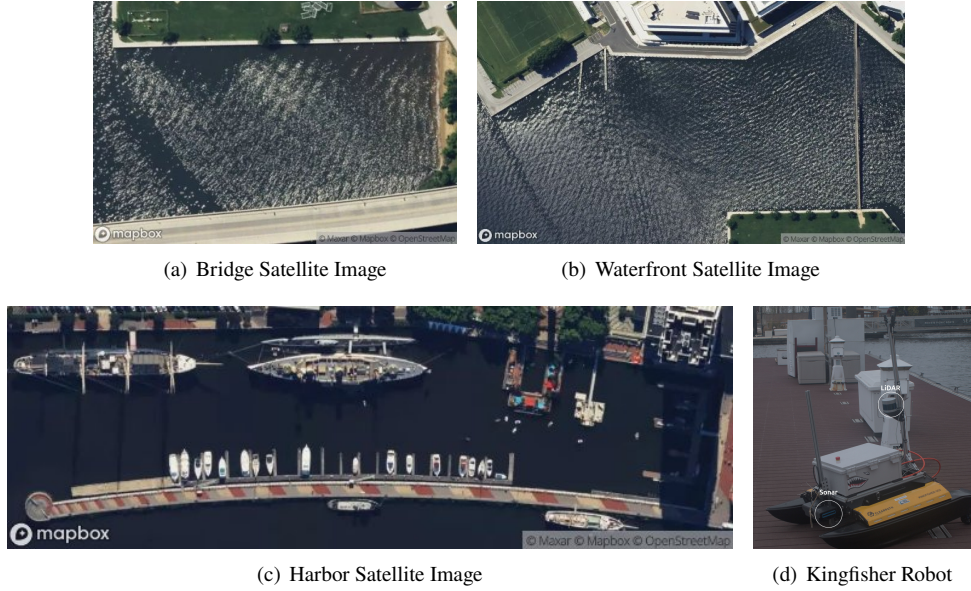 mapbox
© Maxar © Mapbox © OpenStreetMap
(a) Bridge Satellite Image
mapbox
© Maxar © Mapbox © OpenStreetMap
(b) Waterfront Satellite Image
mapbox
© Maxar © Mapbox © OpenStreetMap
(c) Harbor Satellite Image
LiDAR
Sonar
(d) Kingfisher Robot